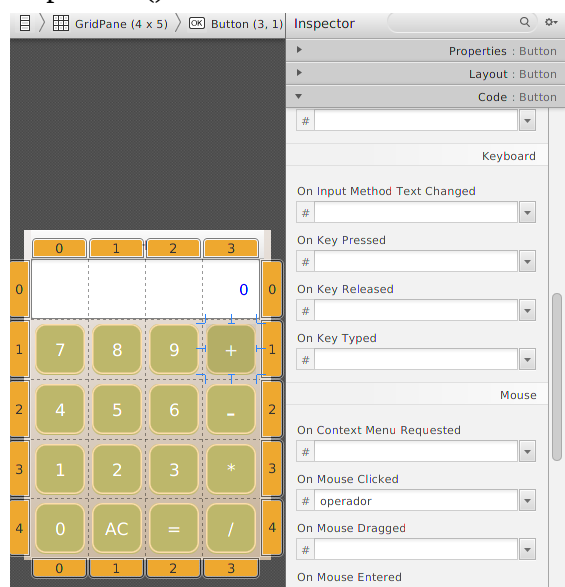 GridPane (4 x 5) OK Button (3, 1)
Inspector
Properties : Button
Layout : Button
Code : Button
#
Keyboard
On Input Method Text Changed
#
On Key Pressed
#
On Key Released
#
On Key Typed
#
Mouse
On Context Menu Requested
#
On Mouse Clicked
# operador
On Mouse Dragged
#
On Mouse Entered
0 1 2 3
0 0 0
1 7 8 9 + 1
2 4 5 6 - 2
3 1 2 3 * 3
4 0 AC = / 4
0 1 2 3